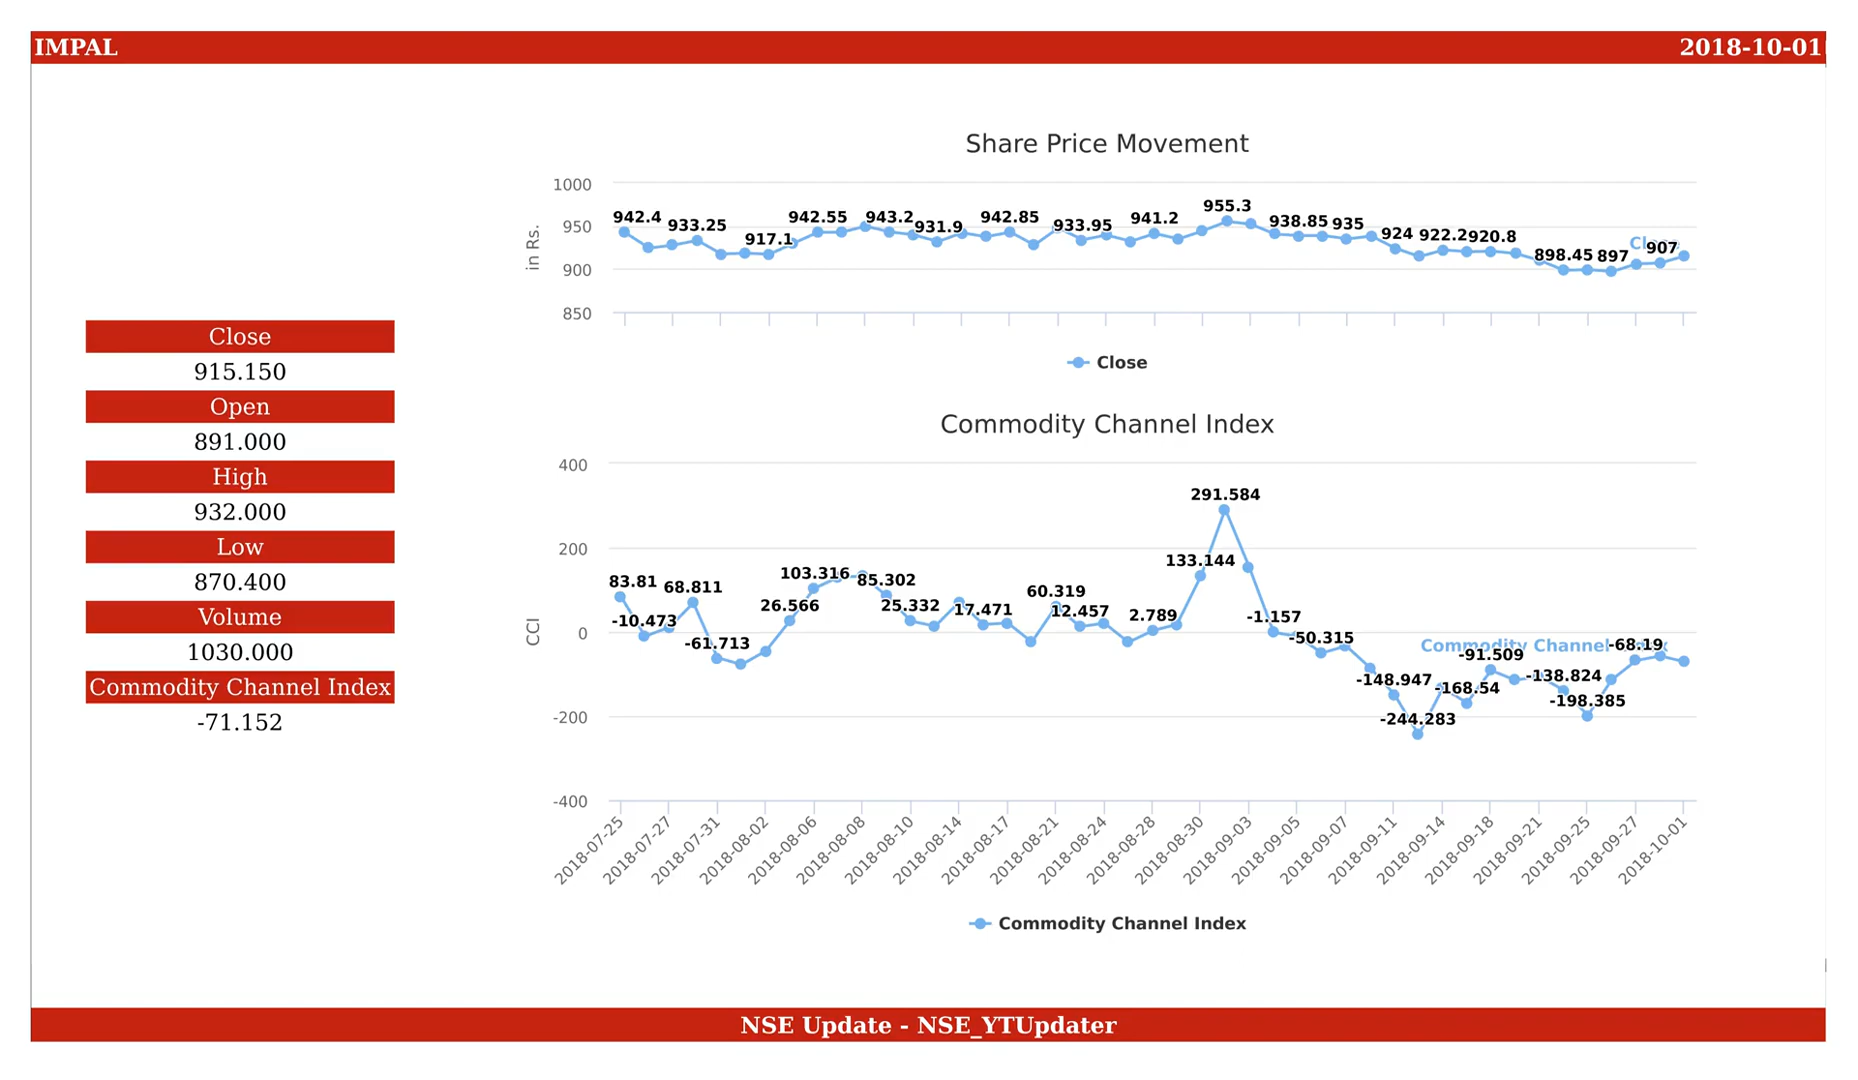 IMPAL 2018-10-01
Close
915.150
Open
891.000
High
932.000
Low
870.400
Volume
1030.000
Commodity Channel Index
-71.152
Share Price Movement
in Rs.
1000
950
900
850
942.4 933.25 917.1 942.55 943.2 931.9 942.85 933.95 941.2 955.3 938.85 935 924 922.2 920.8 898.45 897 907
Close
Commodity Channel Index
CCI
400
200
0
-200
-400
83.81 -10.473 68.811 -61.713 26.566 103.316 85.302 25.332 17.471 60.319 12.457 2.789 133.144 291.584 -1.157 -50.315 -148.947 -244.283 -168.54 -91.509 -138.824 -198.385 -68.19
Commodity Channel Index
2018-07-25 2018-07-27 2018-07-31 2018-08-02 2018-08-06 2018-08-08 2018-08-10 2018-08-14 2018-08-17 2018-08-21 2018-08-24 2018-08-28 2018-08-30 2018-09-03 2018-09-05 2018-09-07 2018-09-11 2018-09-14 2018-09-18 2018-09-21 2018-09-25 2018-09-27 2018-10-01
Commodity Channel Index
NSE Update - NSE_YTUpdater